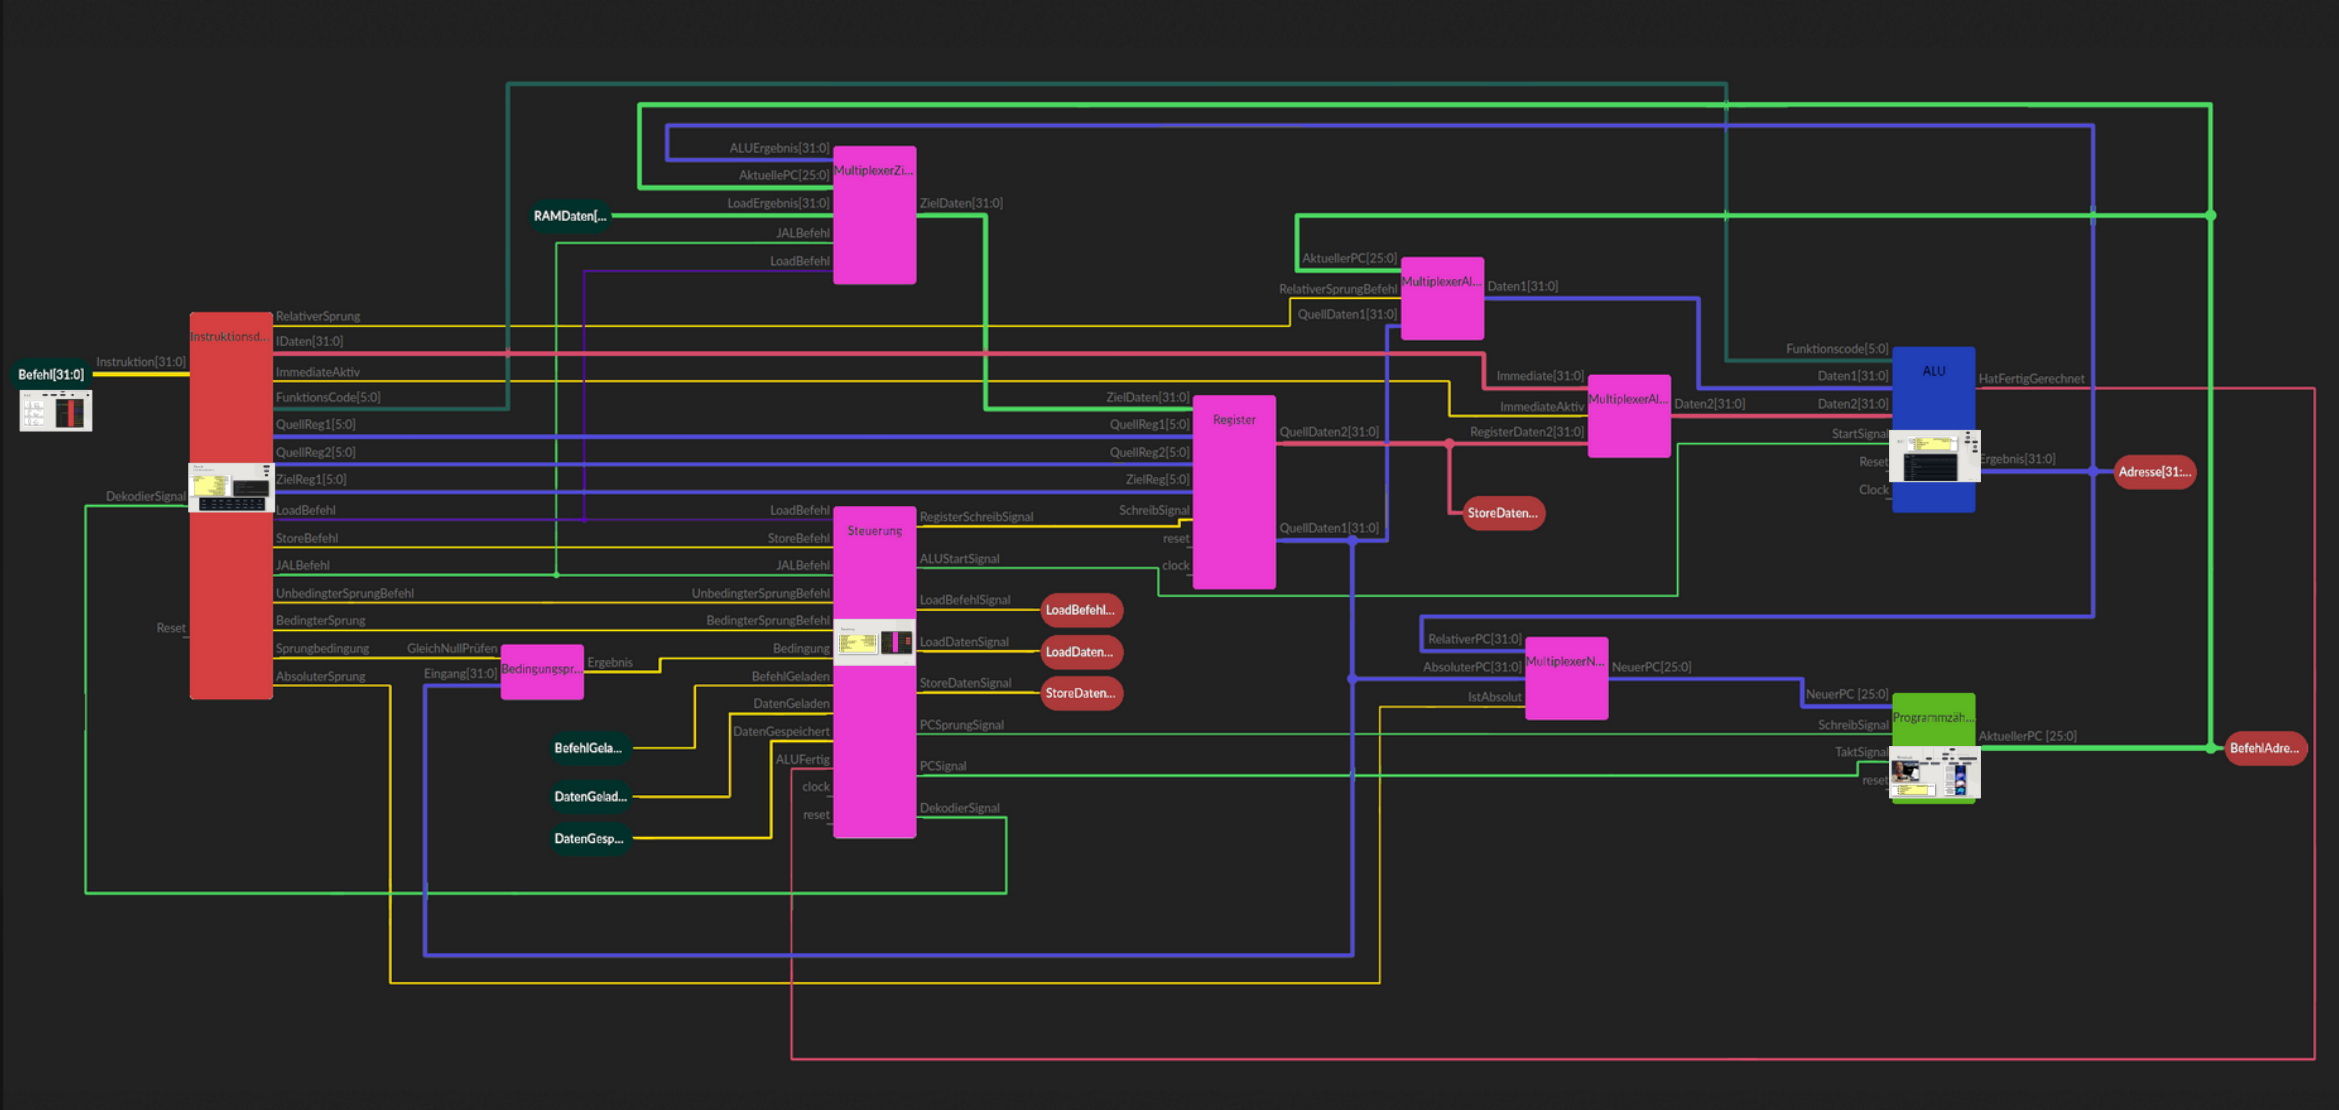 ALUErgebnis[31:0]
AktuellePC[25:0]
LoadErgebnis[31:0]
JALBefehl
LoadBefehl
MultiplexerZi...
ZielDaten[31:0]
RAMDaten[...
AktuellerPC[25:0]
RelativerSprungBefehl
QuellDaten1[31:0]
MultiplexerAl...
Daten1[31:0]
Befehl[31:0]
Instruktion[31:0]
DekodierSignal
Reset
Instruktionsd...
RelativerSprung
IDaten[31:0]
ImmediateAktiv
FunktionsCode[5:0]
QuellReg1[5:0]
QuellReg2[5:0]
ZielReg1[5:0]
LoadBefehl
StoreBefehl
JALBefehl
UnbedingterSprungBefehl
BedingterSprung
Sprungbedingung
AbsoluterSprung
GleichNullPrüfen
Eingang[31:0]
Bedingungspr...
Ergebnis
BefehlGela...
DatenGelad...
DatenGesp...
LoadBefehl
StoreBefehl
JALBefehl
UnbedingterSprungBefehl
BedingterSprungBefehl
Bedingung
BefehlGeladen
DatenGeladen
DatenGespeichert
ALUFertig
clock
reset
Steuerung
RegisterSchreibSignal
ALUStartSignal
LoadBefehlSignal
LoadDatenSignal
StoreDatenSignal
PCSprungSignal
PCSignal
DekodierSignal
LoadBefehl...
LoadDaten...
StoreDaten...
ZielDaten[31:0]
QuellReg1[5:0]
QuellReg2[5:0]
ZielReg[5:0]
SchreibSignal
reset
clock
Register
QuellDaten2[31:0]
QuellDaten1[31:0]
StoreDaten...
Immediate[31:0]
ImmediateAktiv
RegisterDaten2[31:0]
MultiplexerAl...
Daten2[31:0]
Funktionscode[5:0]
Daten1[31:0]
Daten2[31:0]
StartSignal
Reset
Clock
ALU
HatFertigGerechnet
Ergebnis[31:0]
Adresse[31:...
RelativerPC[31:0]
AbsoluterPC[31:0]
IstAbsolut
MultiplexerN...
NeuerPC[25:0]
NeuerPC [25:0]
SchreibSignal
TaktSignal
reset
Programmzäh...
AktuellerPC [25:0]
BefehlAdre...